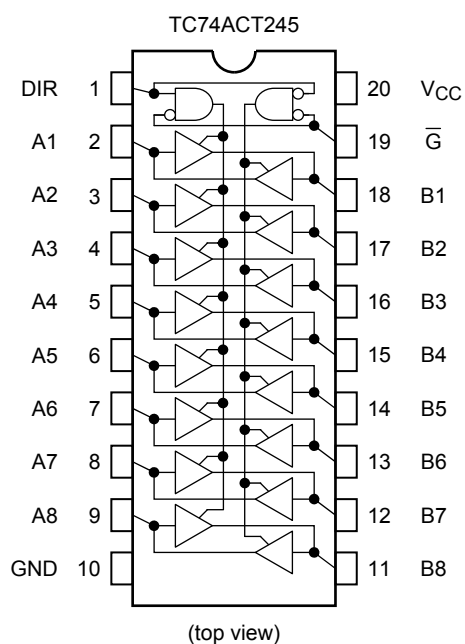 TC74ACT245
DIR 1 20 V_CC
A1 2 19 G̅
A2 3 18 B1
A3 4 17 B2
A4 5 16 B3
A5 6 15 B4
A6 7 14 B5
A7 8 13 B6
A8 9 12 B7
GND 10 11 B8
(top view)